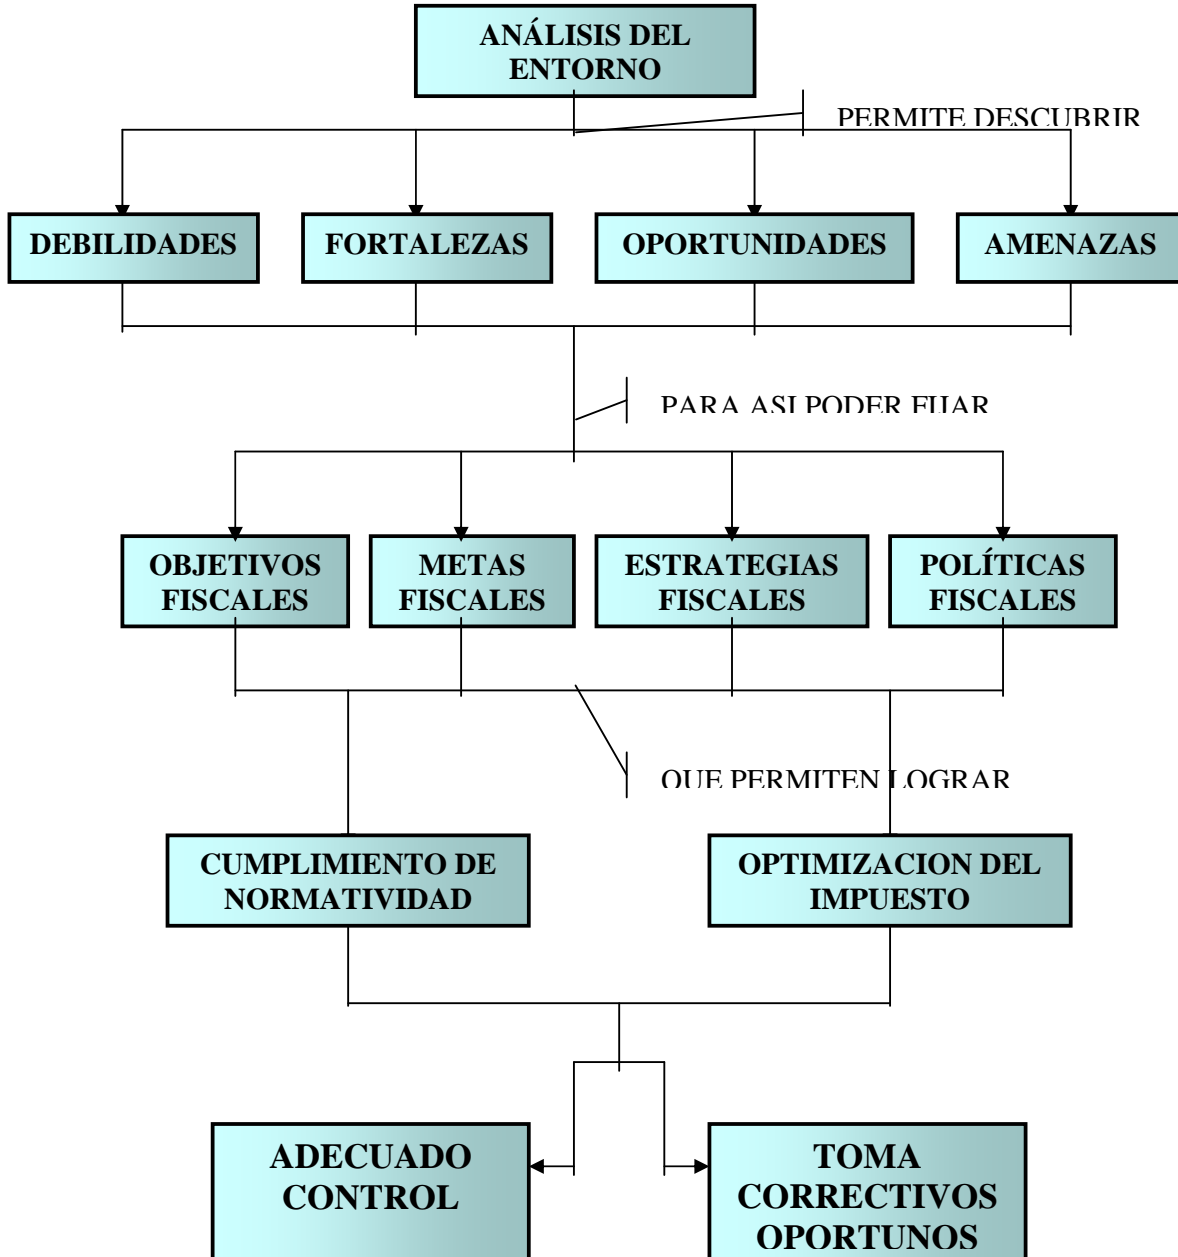 ANÁLISIS DEL
ENTORNO
PERMITE DESCUBRIR
DEBILIDADES
FORTALEZAS
OPORTUNIDADES
AMENAZAS
PARA ASI PODER FIJAR
OBJETIVOS
FISCALES
METAS
FISCALES
ESTRATEGIAS
FISCALES
POLÍTICAS
FISCALES
QUE PERMITEN LOGRAR
CUMPLIMIENTO DE
NORMATIVIDAD
OPTIMIZACION DEL
IMPUESTO
ADECUADO
CONTROL
TOMA
CORRECTIVOS
OPORTUNOS